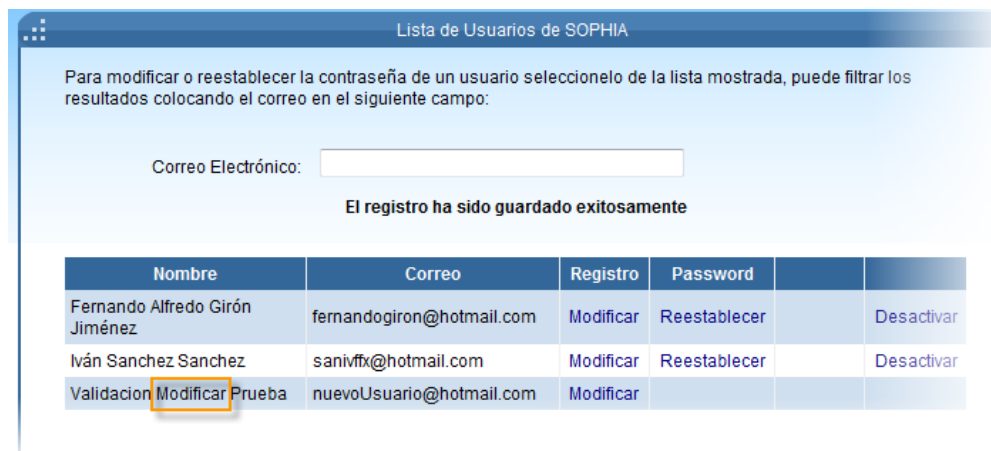 Lista de Usuarios de SOPHIA
Para modificar o reestablecer la contraseña de un usuario seleccionelo de la lista mostrada, puede filtrar los
resultados colocando el correo en el siguiente campo:
Correo Electrónico:
El registro ha sido guardado exitosamente
Nombre Correo Registro Password
Fernando Alfredo Girón
Jiménez fernandogiron@hotmail.com Modificar Reestablecer Desactivar
Iván Sanchez Sanchez sanivffx@hotmail.com Modificar Reestablecer Desactivar
Validacion Modificar Prueba nuevoUsuario@hotmail.com Modificar